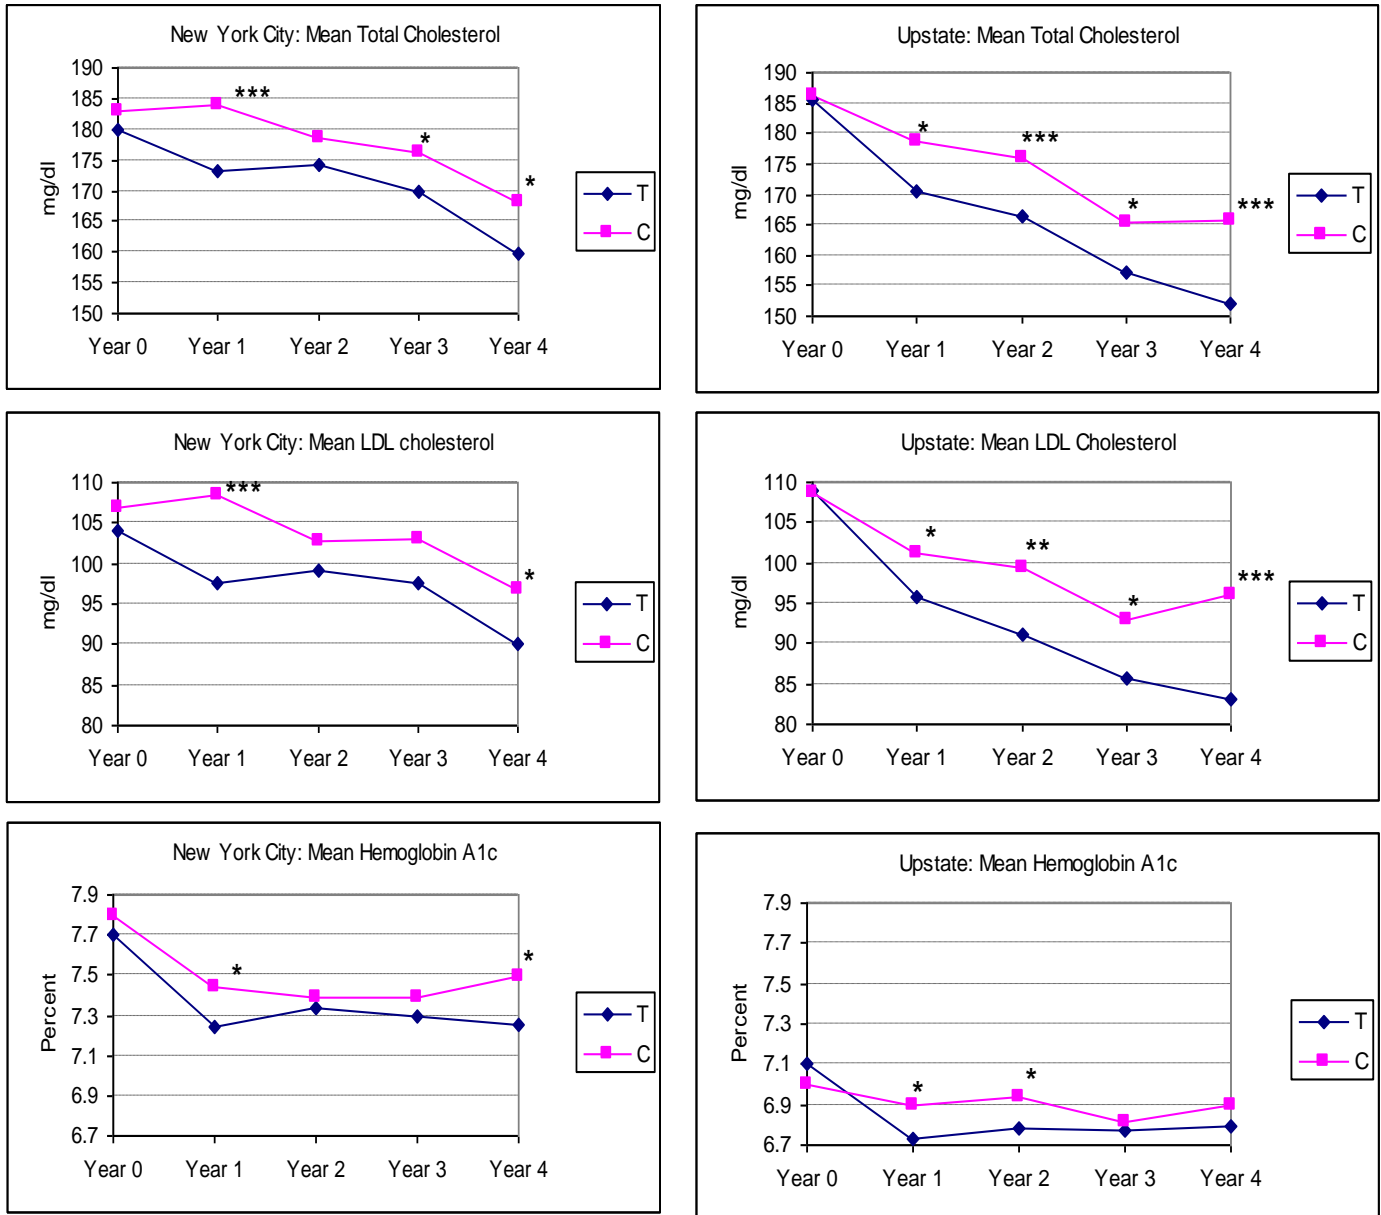 New York City: Mean Total Cholesterol
190
185
180
175
170
165
160
155
150
mg/dl
***
*
*
Year 0 Year 1 Year 2 Year 3 Year 4
T
C
Upstate: Mean Total Cholesterol
190
185
180
175
170
165
160
155
150
mg/dl
*
***
*
***
Year 0 Year 1 Year 2 Year 3 Year 4
T
C
New York City: Mean LDL cholesterol
110
105
100
95
90
85
80
mg/dl
***
*
Year 0 Year 1 Year 2 Year 3 Year 4
T
C
Upstate: Mean LDL Cholesterol
110
105
100
95
90
85
80
mg/dl
*
**
*
***
Year 0 Year 1 Year 2 Year 3 Year 4
T
C
New York City: Mean Hemoglobin A1c
7.9
7.7
7.5
7.3
7.1
6.9
6.7
Percent
*
*
Year 0 Year 1 Year 2 Year 3 Year 4
T
C
Upstate: Mean Hemoglobin A1c
7.9
7.7
7.5
7.3
7.1
6.9
6.7
Percent
*
*
Year 0 Year 1 Year 2 Year 3 Year 4
T
C